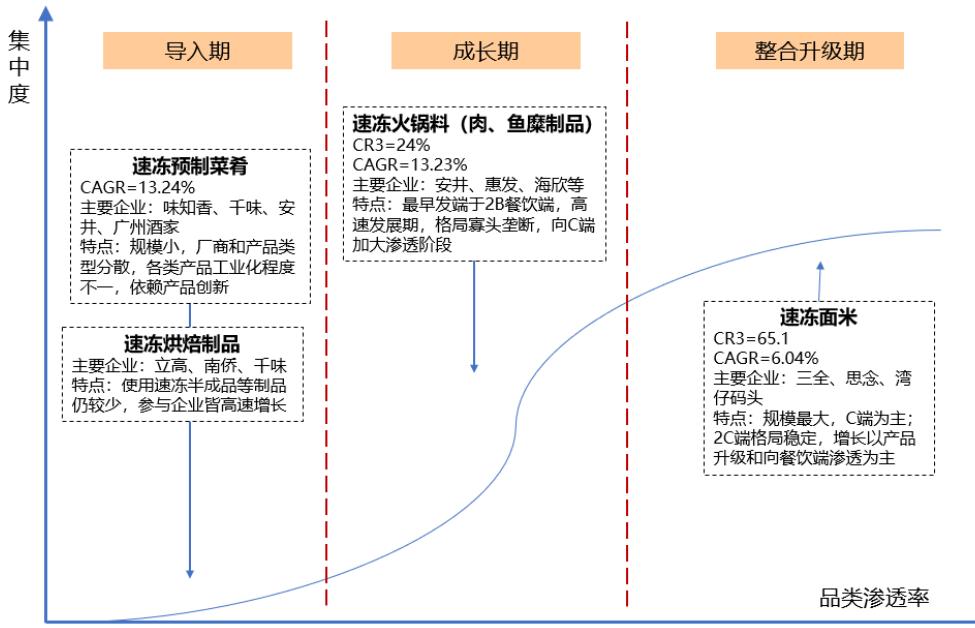 集
中
度
导入期
成长期
整合升级期
速冻预制菜肴
CAGR=13.24%
主要企业：味知香、千味、安
井、广州酒家
特点：规模小，厂商和产品类
型分散，各类产品工业化程度
不一，依赖产品创新
速冻烘焙制品
主要企业：立高、南侨、千味
特点：使用速冻半成品等制品
仍较少，参与企业皆高速增长
速冻火锅料（肉、鱼糜制品）
CR3=24%
CAGR=13.23%
主要企业：安井、惠发、海欣等
特点：最早发端于2B餐饮端，高
速发展期，格局寡头垄断，向C端
加大渗透阶段
速冻面米
CR3=65.1
CAGR=6.04%
主要企业：三全、思念、湾
仔码头
特点：规模最大，C端为主；
2C端格局稳定，增长以产品
升级和向餐饮端渗透为主
品类渗透率